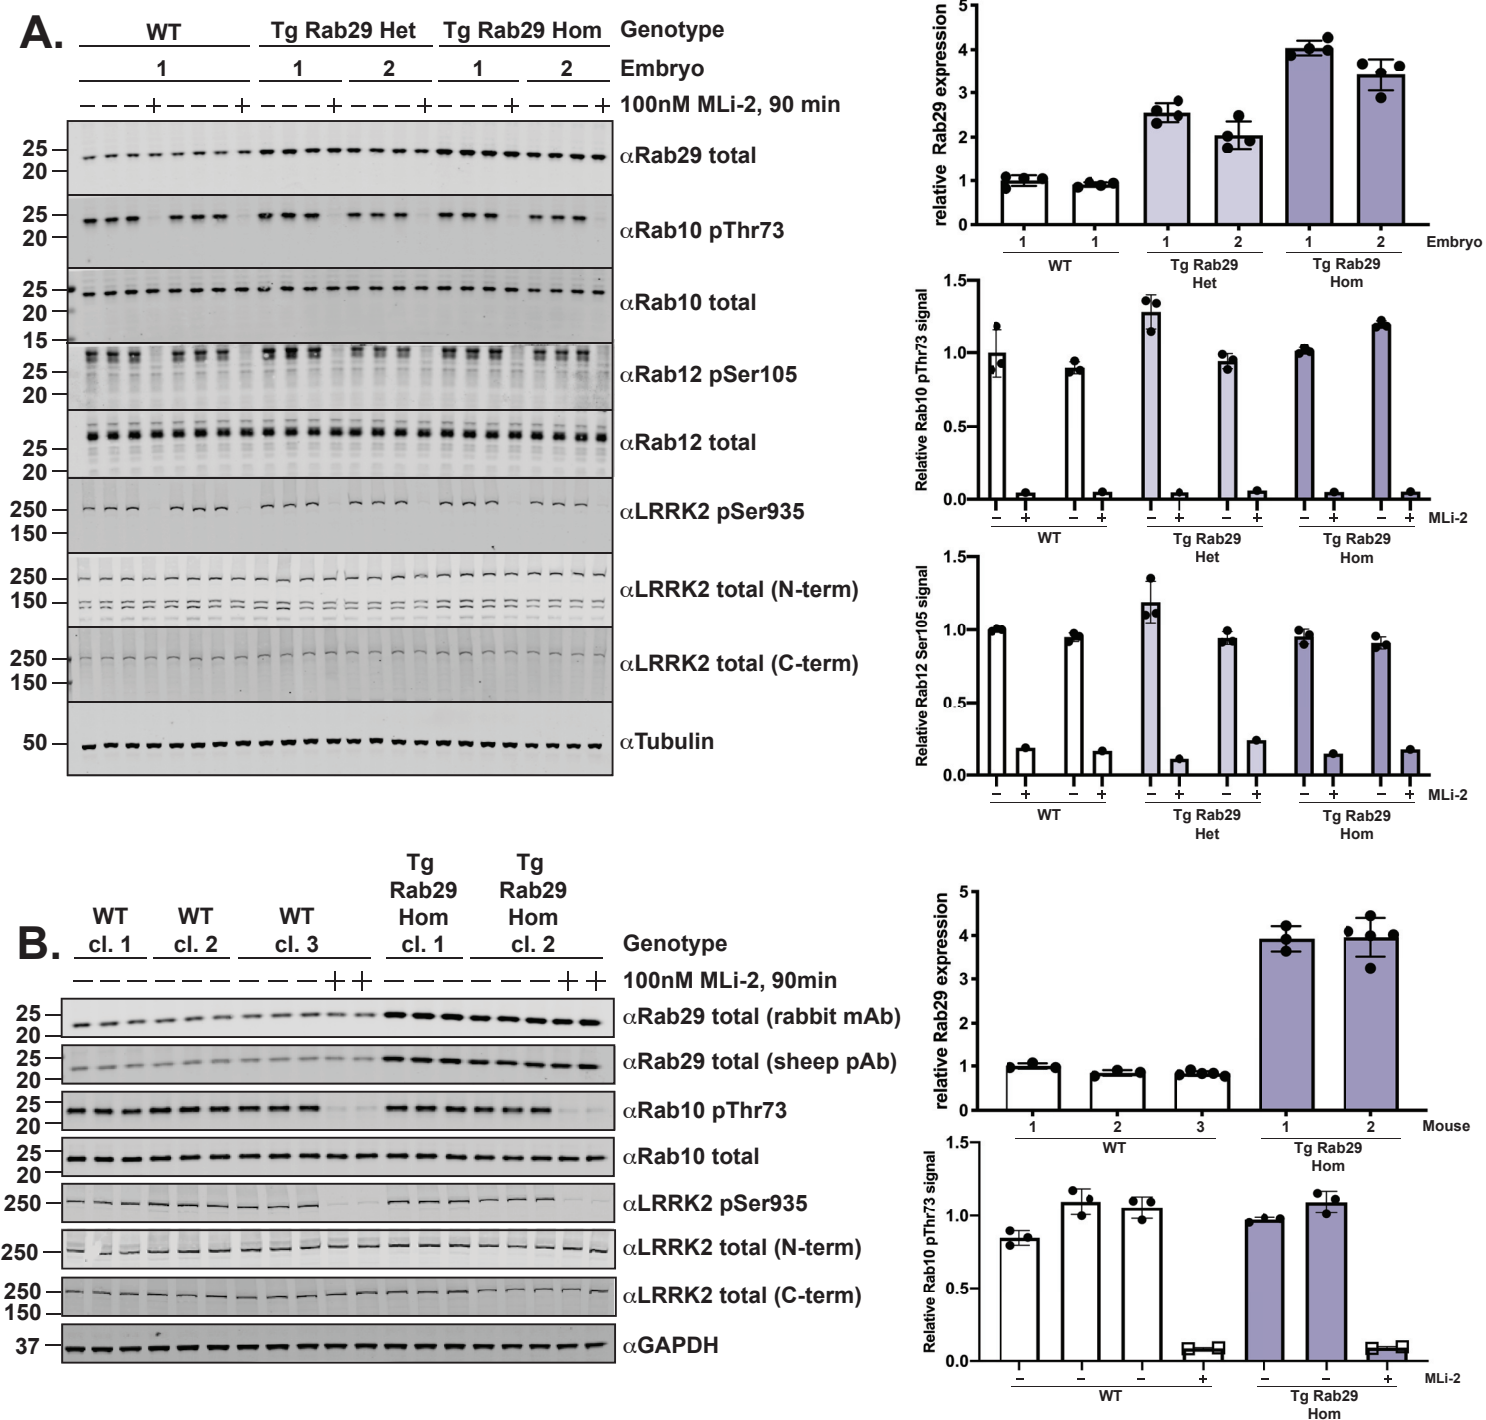 A.
WT Tg Rab29 Het Tg Rab29 Hom Genotype
1 1 2 1 2 Embryo
− − − + − − − + − − − + − − − + − − − + − − − + 100nM MLi-2, 90 min
25
20
αRab29 total
25
20
αRab10 pThr73
25
20
15
αRab10 total
25
20
αRab12 pSer105
25
20
αRab12 total
250
150
αLRRK2 pSer935
250
150
αLRRK2 total (N-term)
250
150
αLRRK2 total (C-term)
50
αTubulin
relative Rab29 expression
5
4
3
2
1
0
1 1 1 2 1 2 Embryo
WT Tg Rab29 Tg Rab29
Het Hom
Relative Rab10 pThr73 signal
1.5
1.0
0.5
0.0
− + − + − + − + − + − + MLi-2
WT Tg Rab29 Tg Rab29
Het Hom
Relative Rab12 Ser105 signal
1.5
1.0
0.5
0.0
− + − + − + − + − + − + MLi-2
WT Tg Rab29 Tg Rab29
Het Hom
B.
WT
cl. 1
WT
cl. 2
WT
cl. 3
Tg
Rab29
Hom
cl. 1
Tg
Rab29
Hom
cl. 2
Genotype
− − − − − − − − − + + − − − − − − + + 100nM MLi-2, 90min
25
20
αRab29 total (rabbit mAb)
25
20
αRab29 total (sheep pAb)
25
20
αRab10 pThr73
25
20
αRab10 total
250
αLRRK2 pSer935
250
αLRRK2 total (N-term)
250
150
αLRRK2 total (C-term)
37
αGAPDH
relative Rab29 expression
5
4
3
2
1
0
1 2 3 1 2 Mouse
WT Tg Rab29
Hom
Relative Rab10 pThr73 signal
1.5
1.0
0.5
0.0
− − − + − − + MLi-2
WT Tg Rab29
Hom